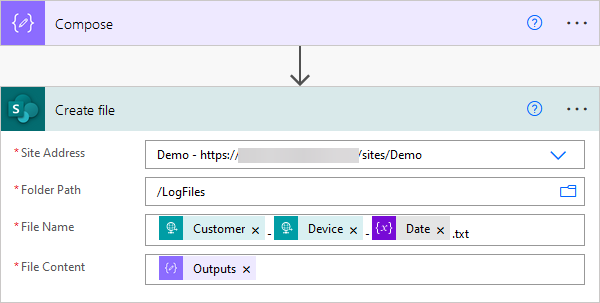 Compose
Create file
* Site Address Demo - https:// /sites/Demo
* Folder Path /LogFiles
* File Name Customer × - Device × - {x} Date × .txt
* File Content Outputs ×